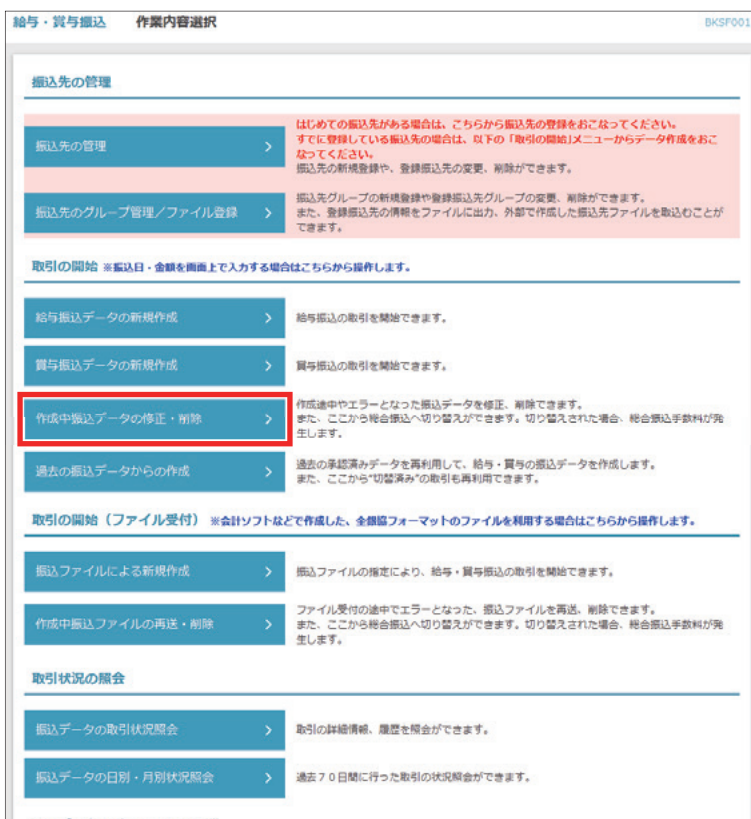 給与・賞与振込 作業内容選択 BKSF001
振込先の管理
振込先の管理
はじめての振込先がある場合は、こちらから振込先の登録をおこなってください。
すでに登録している振込先の場合は、以下の「取引の開始」メニューからデータ作成をおこ
なってください。
振込先の新規登録や、登録振込先の変更、削除ができます。
振込先のグループ管理／ファイル登録
振込先グループの新規登録や登録振込先グループの変更、削除ができます。
また、登録振込先の情報をファイルに出力、外部で作成した振込先ファイルを取込むことが
できます。
取引の開始 ※振込日・金額を画面上で入力する場合はこちらから操作します。
給与振込データの新規作成
給与振込の取引を開始できます。
賞与振込データの新規作成
賞与振込の取引を開始できます。
作成中振込データの修正・削除
作成途中やエラーとなった振込データを修正、削除できます。
また、ここから総合振込へ切り替えができます。切り替えされた場合、総合振込手数料が発
生します。
過去の振込データからの作成
過去の承認済みデータを再利用して、給与・賞与の振込データを作成します。
また、ここから“切替済み”の取引も再利用できます。
取引の開始（ファイル受付） ※会計ソフトなどで作成した、全銀協フォーマットのファイルを利用する場合はこちらから操作します。
振込ファイルによる新規作成
振込ファイルの指定により、給与・賞与振込の取引を開始できます。
作成中振込ファイルの再送・削除
ファイル受付の途中でエラーとなった、振込ファイルを再送、削除できます。
また、ここから総合振込へ切り替えができます。切り替えされた場合、総合振込手数料が発
生します。
取引状況の照会
振込データの取引状況照会
取引の詳細情報、履歴を照会ができます。
振込データの日別・月別状況照会
過去７０日間に行った取引の状況照会ができます。